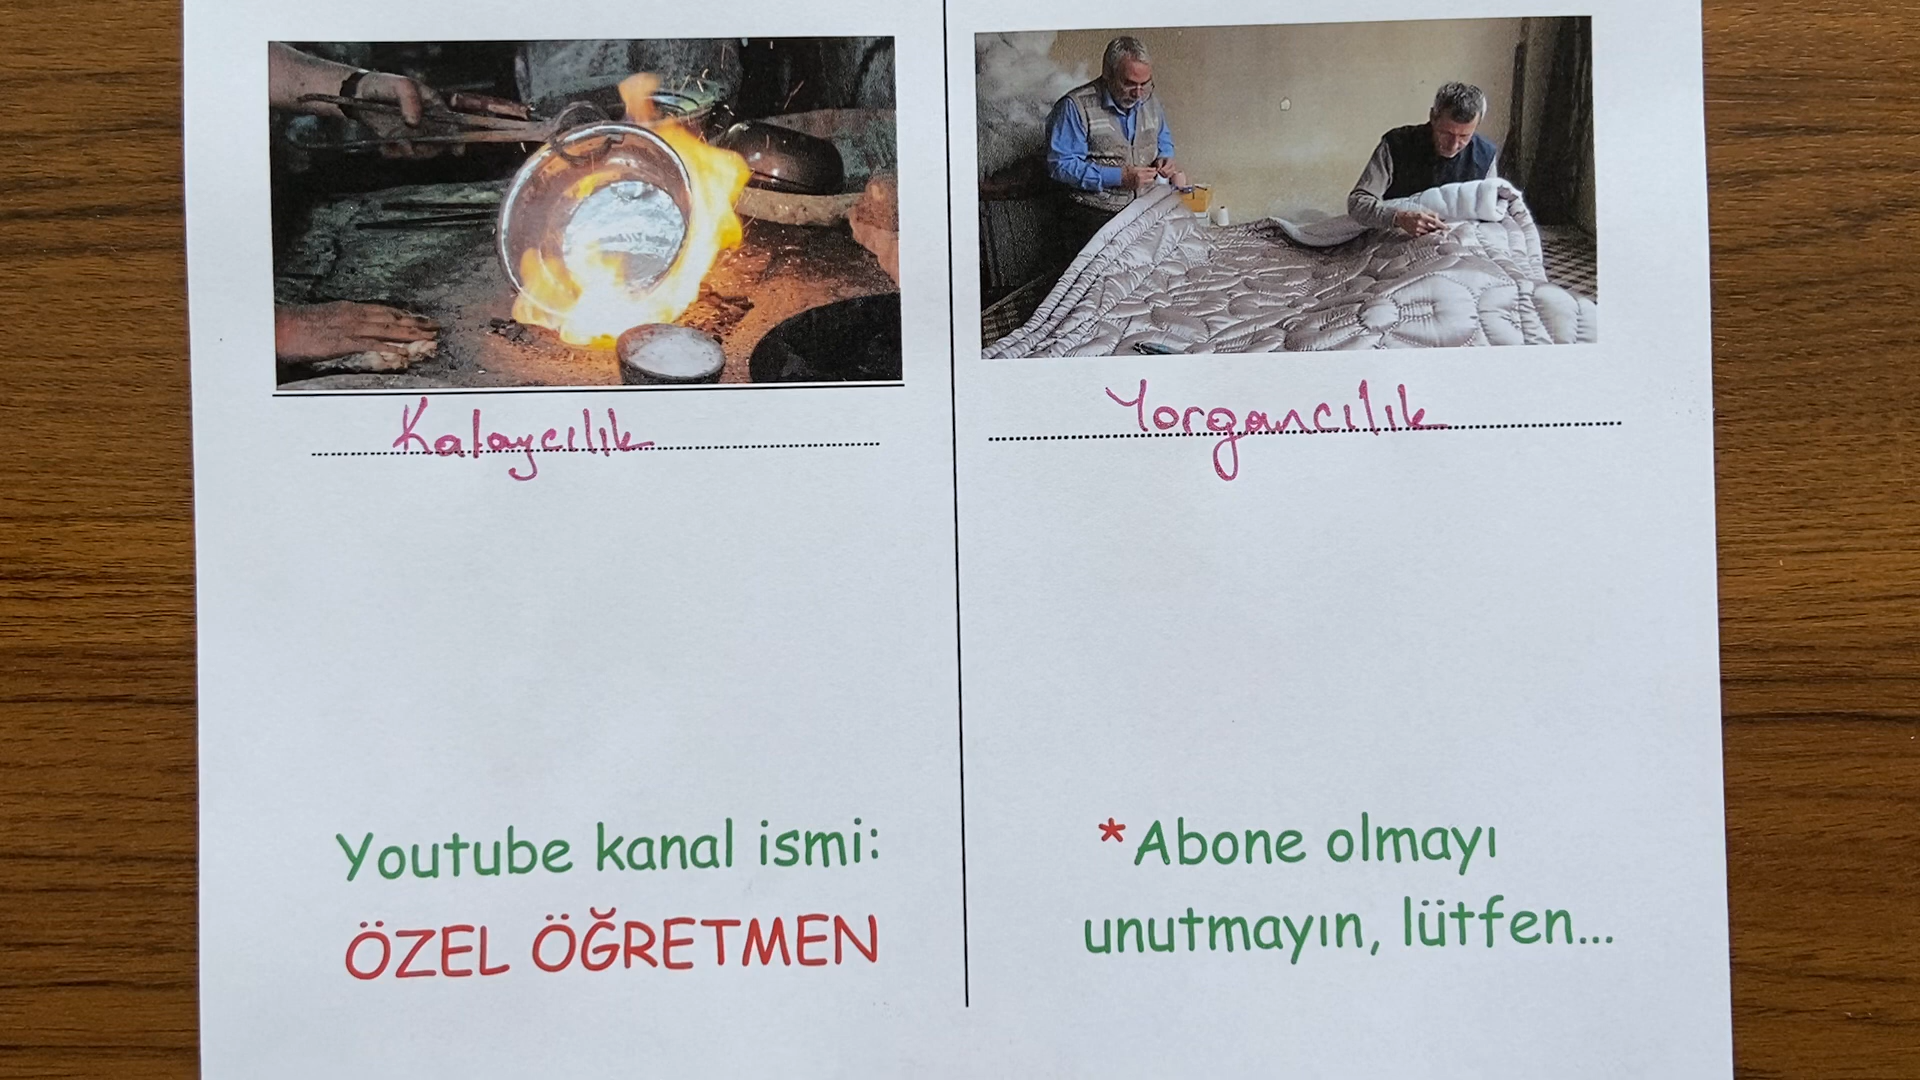 Kalaycılık
Yorgancılık
Youtube kanal ismi:
ÖZEL ÖĞRETMEN
*Abone olmayı
unutmayın, lütfen...